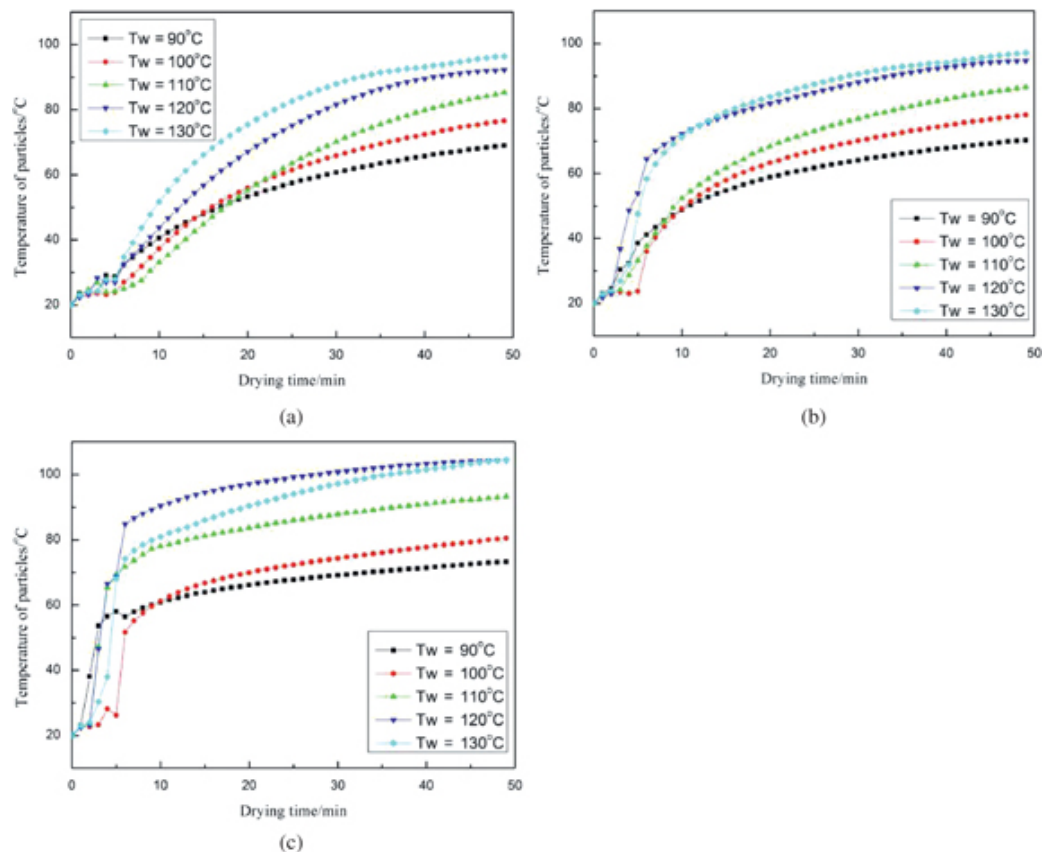 Temperature of particles/°C
100
80
60
40
20
Tw = 90°C
Tw = 100°C
Tw = 110°C
Tw = 120°C
Tw = 130°C
0 10 20 30 40 50
Drying time/min
(a)
Temperature of particles/°C
100
80
60
40
20
Tw = 90°C
Tw = 100°C
Tw = 110°C
Tw = 120°C
Tw = 130°C
0 10 20 30 40 50
Drying time/min
(b)
Temperature of particles/°C
100
80
60
40
20
Tw = 90°C
Tw = 100°C
Tw = 110°C
Tw = 120°C
Tw = 130°C
0 10 20 30 40 50
Drying time/min
(c)